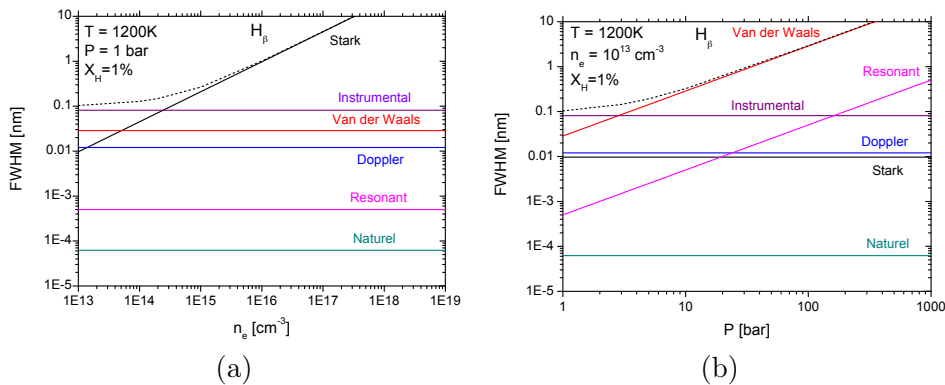 T = 1200K
P = 1 bar
X_H=1%
H_β
Stark
Instrumental
Van der Waals
Doppler
Resonant
Naturel
FWHM [nm]
10
1
0.1
0.01
1E-3
1E-4
1E-5
1E13 1E14 1E15 1E16 1E17 1E18 1E19
n_e [cm⁻³]
(a)
T = 1200K
n_e = 10¹³ cm⁻³
X_H=1%
H_β
Van der Waals
Resonant
Instrumental
Doppler
Stark
Naturel
FWHM [nm]
10
1
0.1
0.01
1E-3
1E-4
1E-5
1 10 100 1000
P [bar]
(b)